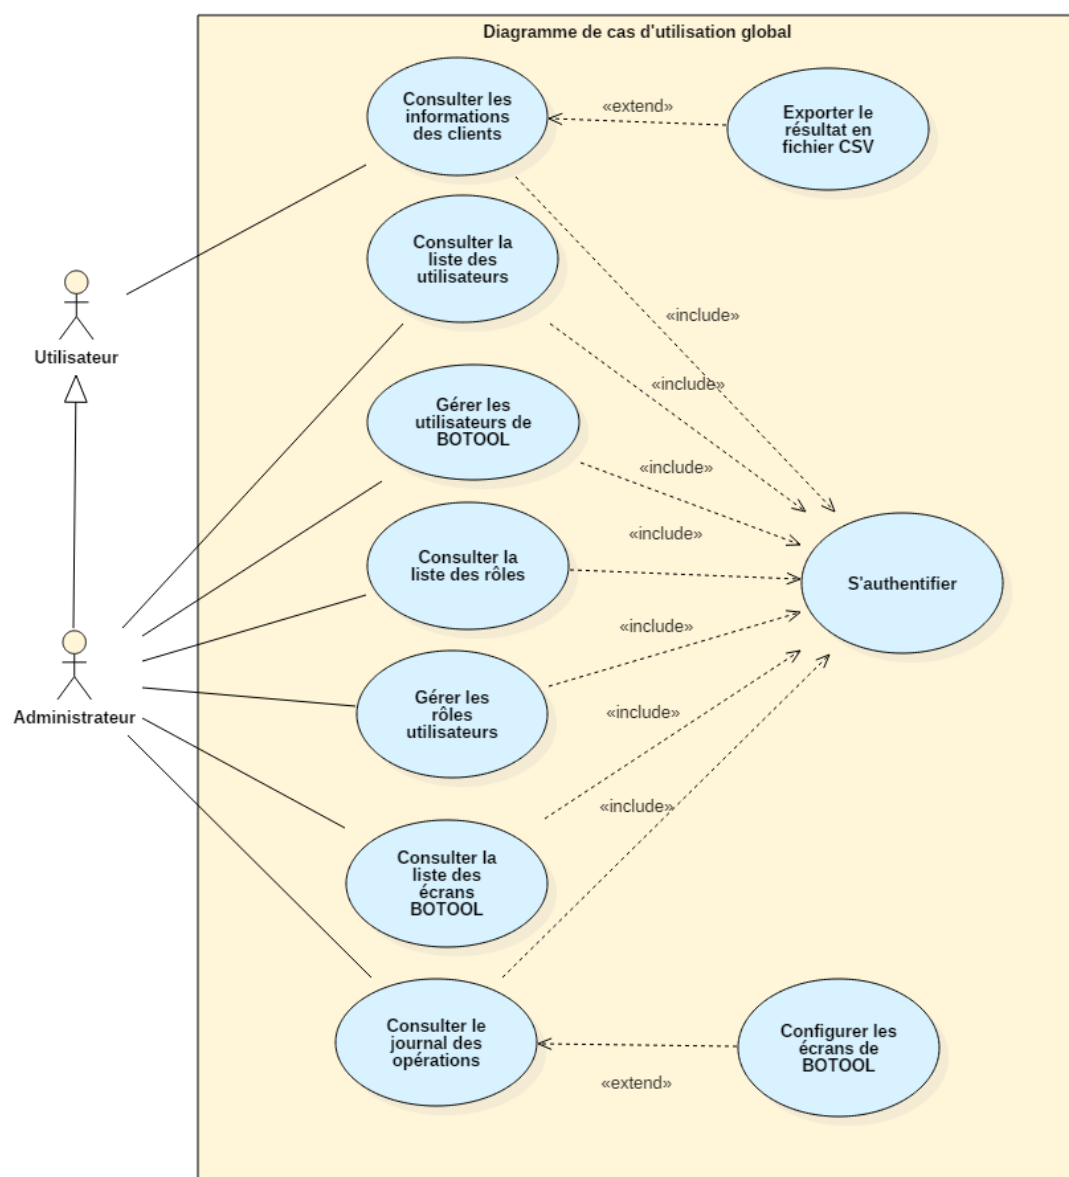 Diagramme de cas d'utilisation global
Consulter les
informations
des clients
«extend»
Exporter le
résultat en
fichier CSV
Consulter la
liste des
utilisateurs
«include»
Utilisateur
«include»
Gérer les
utilisateurs de
BOTOOL
«include»
«include»
Consulter la
liste des rôles
S'authentifier
«include»
Administrateur
Gérer les
rôles
utilisateurs
«include»
«include»
Consulter la
liste des
écrans
BOTOOL
Consulter le
journal des
opérations
Configurer les
écrans de
BOTOOL
«extend»